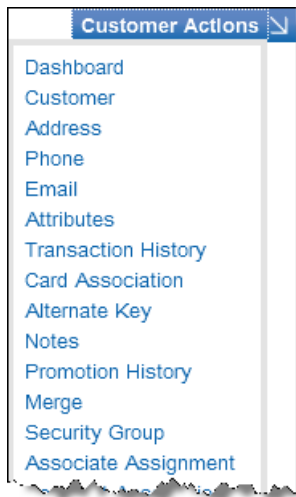 Customer Actions
Dashboard
Customer
Address
Phone
Email
Attributes
Transaction History
Card Association
Alternate Key
Notes
Promotion History
Merge
Security Group
Associate Assignment